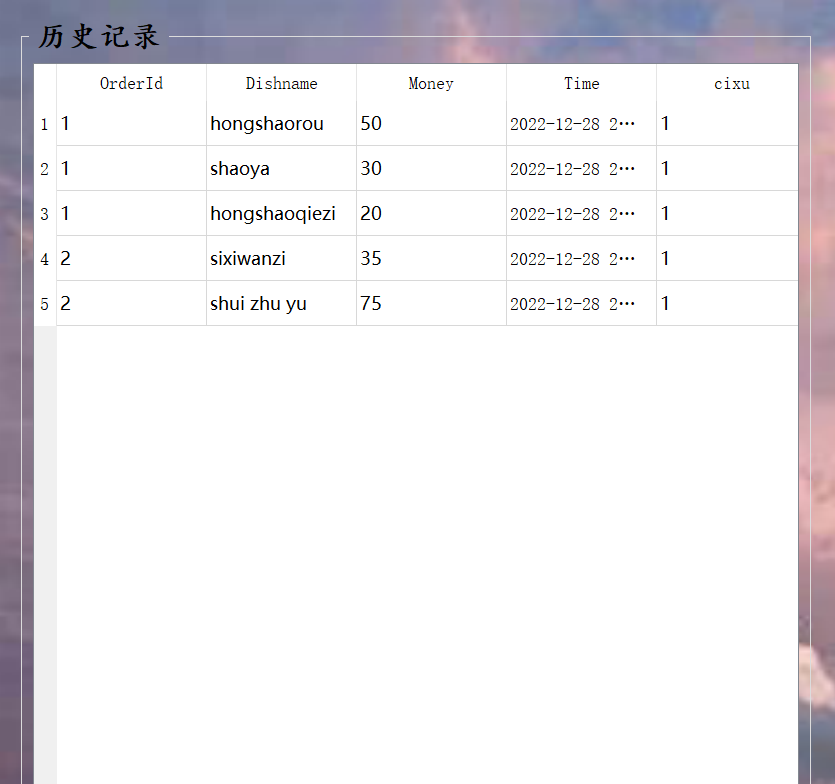 历史记录
OrderId Dishname Money Time cixu
1 1 hongshaorou 50 2022-12-28 2… 1
2 1 shaoya 30 2022-12-28 2… 1
3 1 hongshaoqiezi 20 2022-12-28 2… 1
4 2 sixiwanzi 35 2022-12-28 2… 1
5 2 shui zhu yu 75 2022-12-28 2… 1